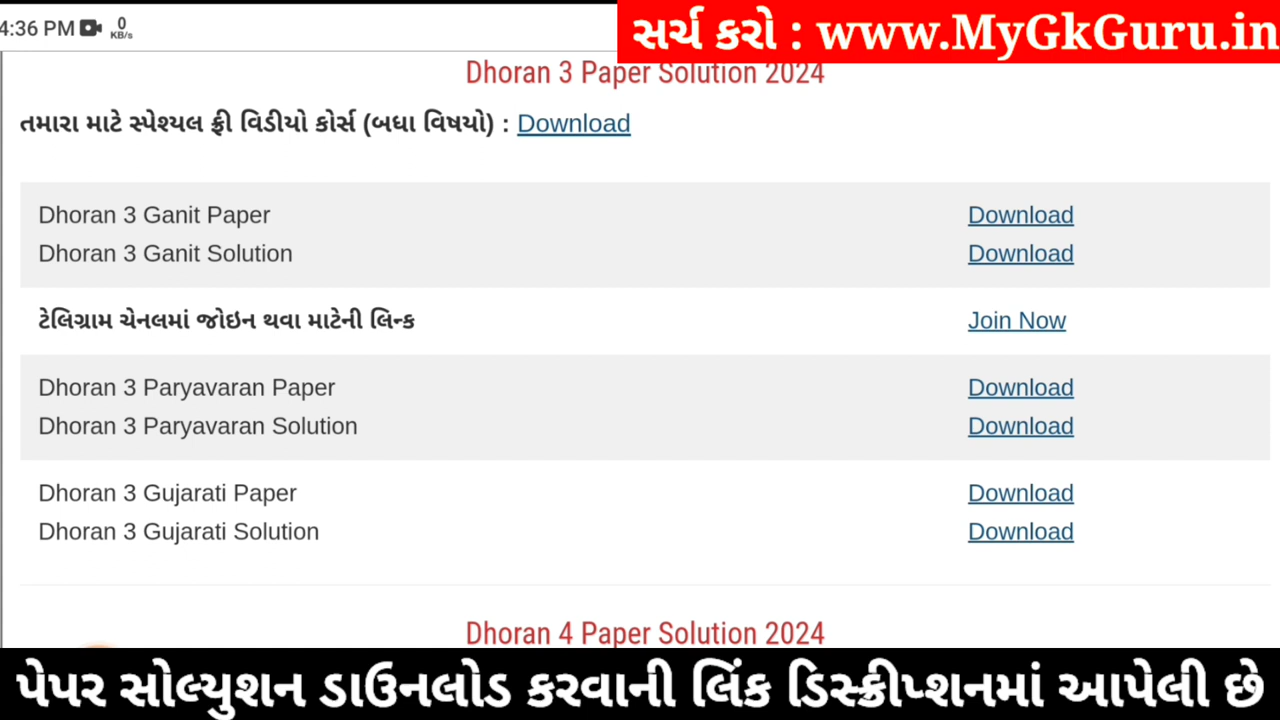 4:36 PM 0 KB/s
સર્ચ કરો : www.MyGkGuru.in
Dhoran 3 Paper Solution 2024
તમારા માટે સ્પેશ્યલ ફ્રી વિડીયો કોર્સ (બધા વિષયો) : Download
Dhoran 3 Ganit Paper Download
Dhoran 3 Ganit Solution Download
ટેલિગ્રામ ચેનલમાં જોઇન થવા માટેની લિન્ક Join Now
Dhoran 3 Paryavaran Paper Download
Dhoran 3 Paryavaran Solution Download
Dhoran 3 Gujarati Paper Download
Dhoran 3 Gujarati Solution Download
Dhoran 4 Paper Solution 2024
પેપર સોલ્યુશન ડાઉનલોડ કરવાની લિંક ડિસ્ક્રીપ્શનમાં આપેલી છે